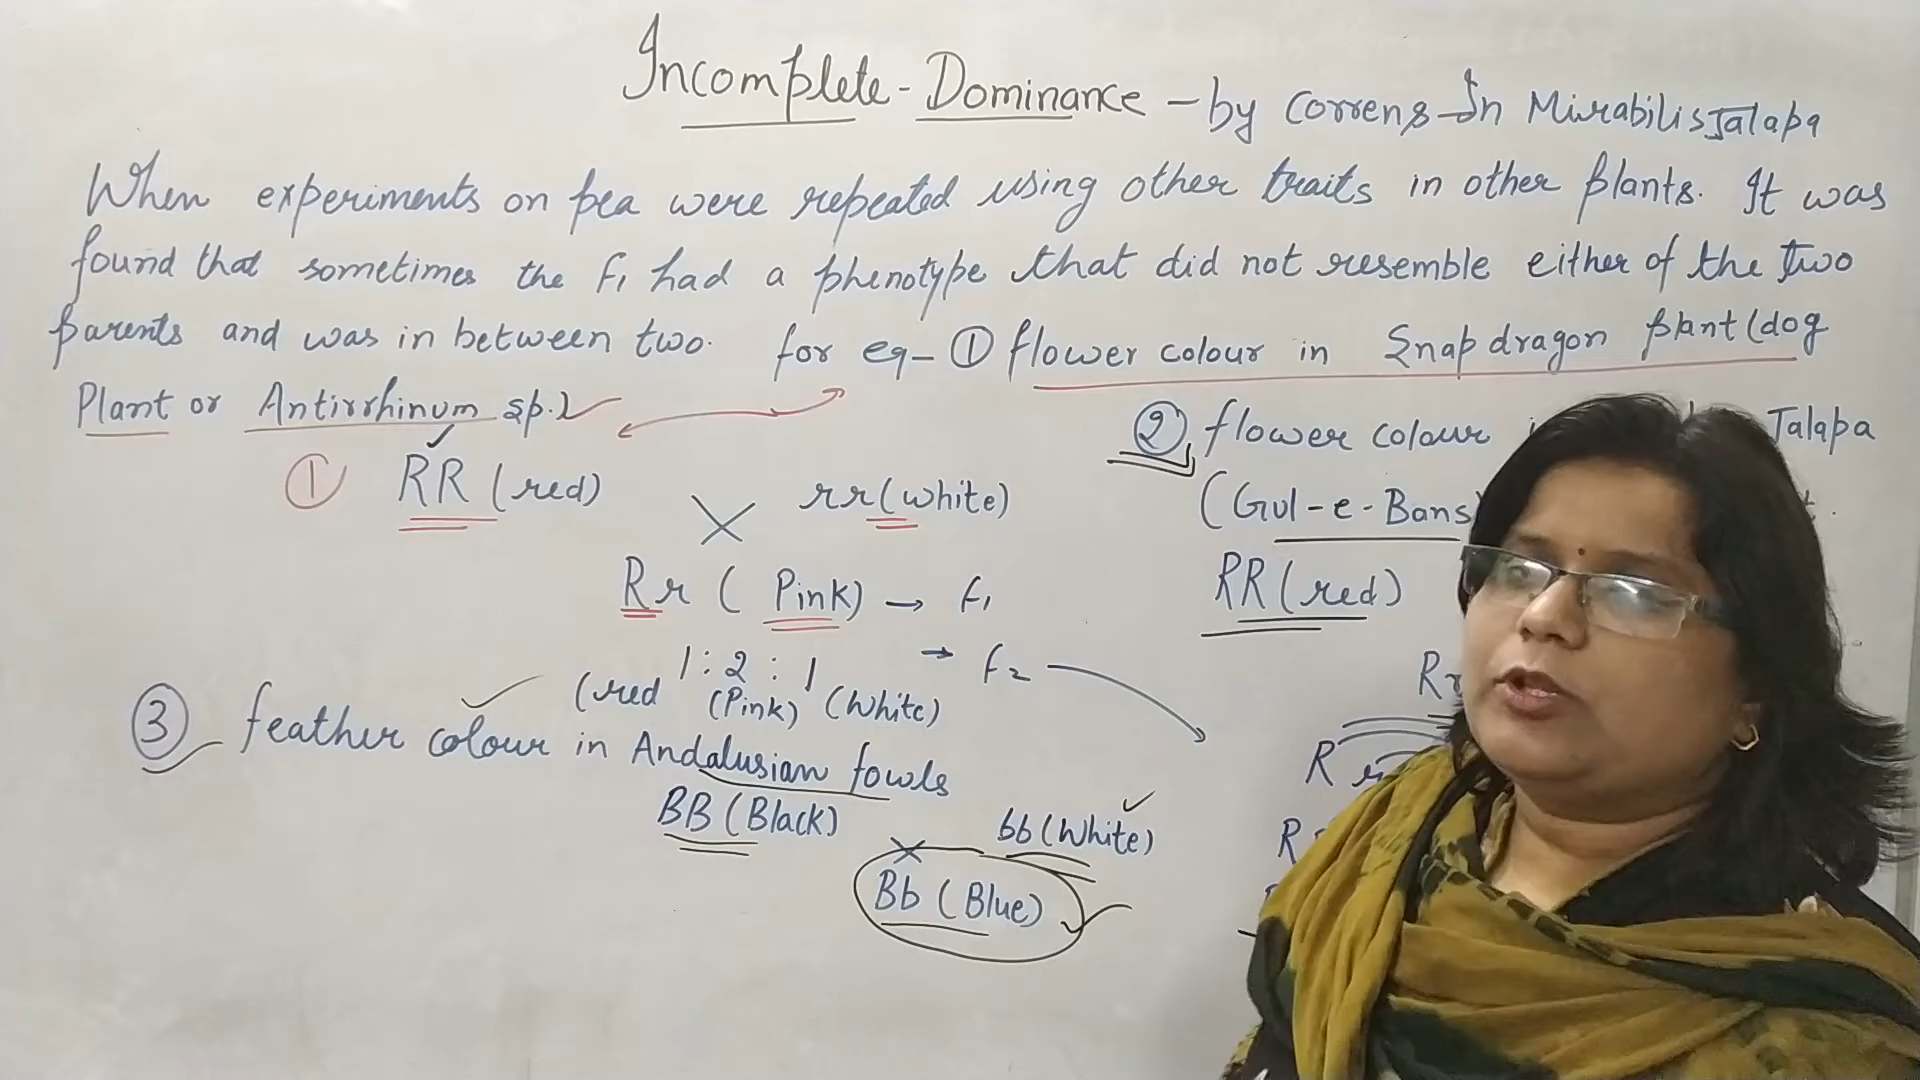 Incomplete-Dominance - by Correns In Mirabilis Jalapa
When experiments on pea were repeated using other traits in other plants. It was
found that sometimes the F1 had a phenotype that did not resemble either of the two
parents and was in between two. for eg- ① flower colour in Snapdragon plant (dog
Plant or Antirrhinum sp.)
① RR (red) X rr (white)
Rr ( Pink) → F1
1 : 2 : 1 → F2
(red (Pink) (White)
② flower colour Jalapa
(Gul-e-Bans
RR (red)
R
R
③ feather colour in Andalusian fowls
BB (Black) X bb (White)
Bb (Blue)